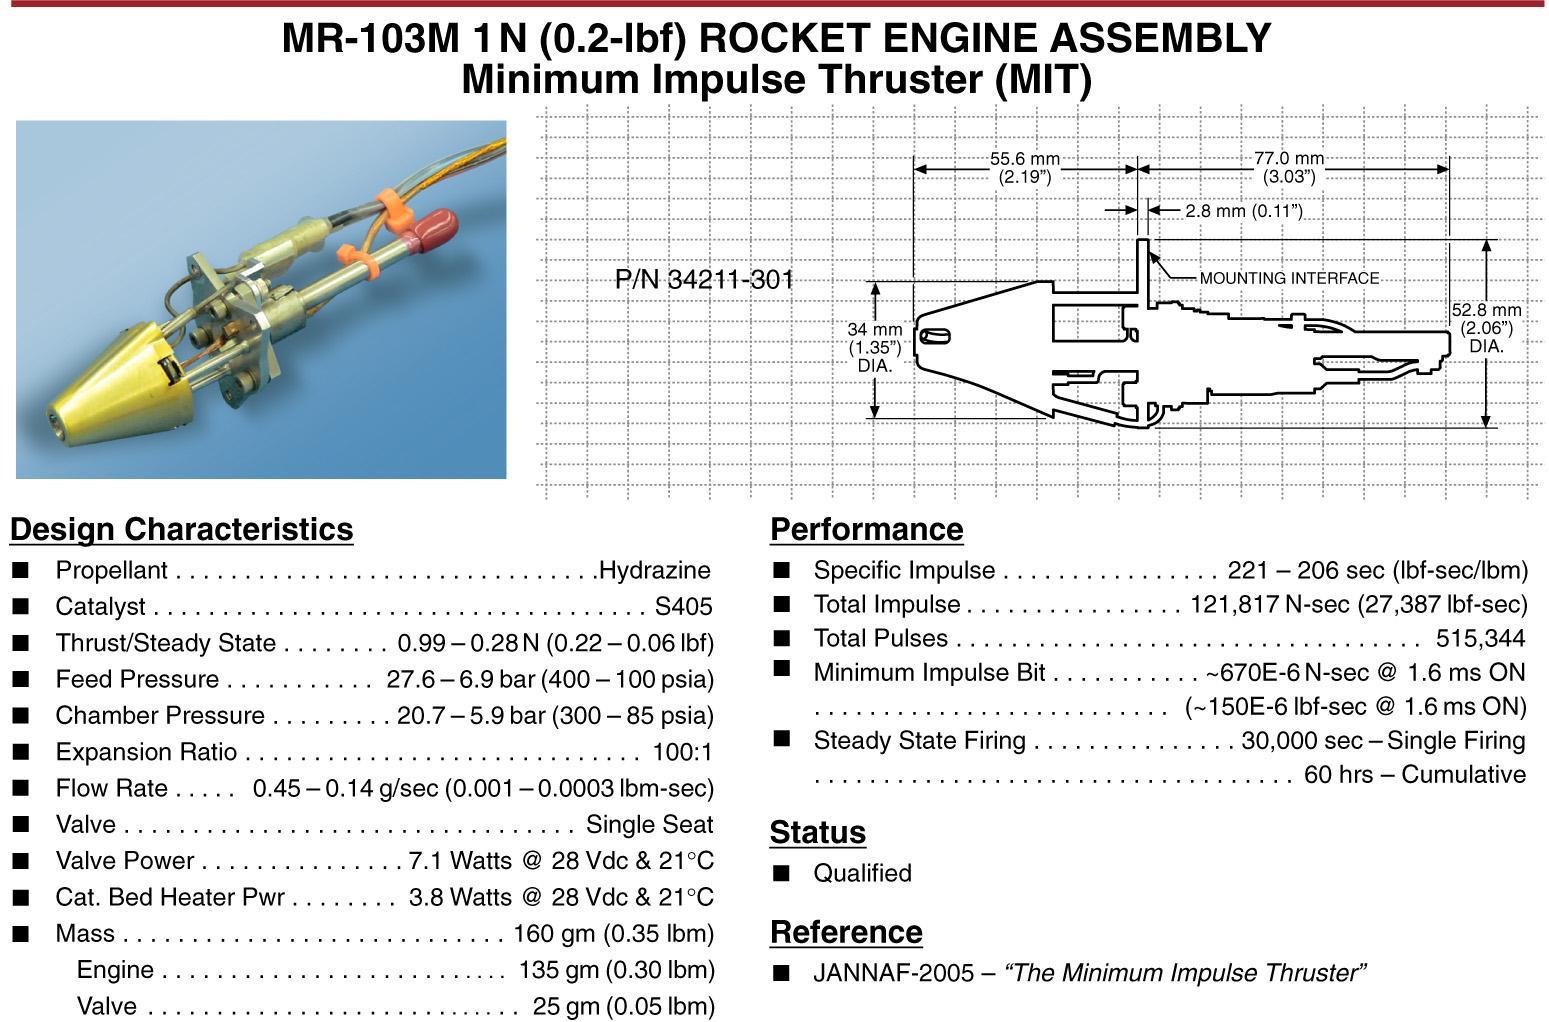 MR-103M 1N (0.2-lbf) ROCKET ENGINE ASSEMBLY
Minimum Impulse Thruster (MIT)
55.6 mm
(2.19”)
77.0 mm
(3.03”)
2.8 mm (0.11”)
P/N 34211-301
MOUNTING INTERFACE
34 mm
(1.35”)
DIA.
52.8 mm
(2.06”)
DIA.
Design Characteristics
■ Propellant . . . . . . . . . . . . . . . . . . . . . . . . . . . . . . .Hydrazine
■ Catalyst . . . . . . . . . . . . . . . . . . . . . . . . . . . . . . . . . . . . S405
■ Thrust/Steady State . . . . . . . . 0.99 – 0.28 N (0.22 – 0.06 lbf)
■ Feed Pressure . . . . . . . . . . . 27.6 – 6.9 bar (400 – 100 psia)
■ Chamber Pressure . . . . . . . . . 20.7 – 5.9 bar (300 – 85 psia)
■ Expansion Ratio . . . . . . . . . . . . . . . . . . . . . . . . . . . . . 100:1
■ Flow Rate . . . . . 0.45 – 0.14 g/sec (0.001 – 0.0003 lbm-sec)
■ Valve . . . . . . . . . . . . . . . . . . . . . . . . . . . . . . . . . Single Seat
■ Valve Power . . . . . . . . . . . . . . . 7.1 Watts @ 28 Vdc & 21°C
■ Cat. Bed Heater Pwr . . . . . . . . 3.8 Watts @ 28 Vdc & 21°C
■ Mass . . . . . . . . . . . . . . . . . . . . . . . . . . . . 160 gm (0.35 lbm)
Engine . . . . . . . . . . . . . . . . . . . . . . . . . 135 gm (0.30 lbm)
Valve . . . . . . . . . . . . . . . . . . . . . . . . . . . 25 gm (0.05 lbm)
Performance
■ Specific Impulse . . . . . . . . . . . . . . . . 221 – 206 sec (lbf-sec/lbm)
■ Total Impulse . . . . . . . . . . . . . . . . 121,817 N-sec (27,387 lbf-sec)
■ Total Pulses . . . . . . . . . . . . . . . . . . . . . . . . . . . . . . . . . . 515,344
■ Minimum Impulse Bit . . . . . . . . . . . ~670E-6 N-sec @ 1.6 ms ON
. . . . . . . . . . . . . . . . . . . . . . . . . . (~150E-6 lbf-sec @ 1.6 ms ON)
■ Steady State Firing . . . . . . . . . . . . . . . 30,000 sec – Single Firing
. . . . . . . . . . . . . . . . . . . . . . . . . . . . . . . . . . . 60 hrs – Cumulative
Status
■ Qualified
Reference
■ JANNAF-2005 – “The Minimum Impulse Thruster”